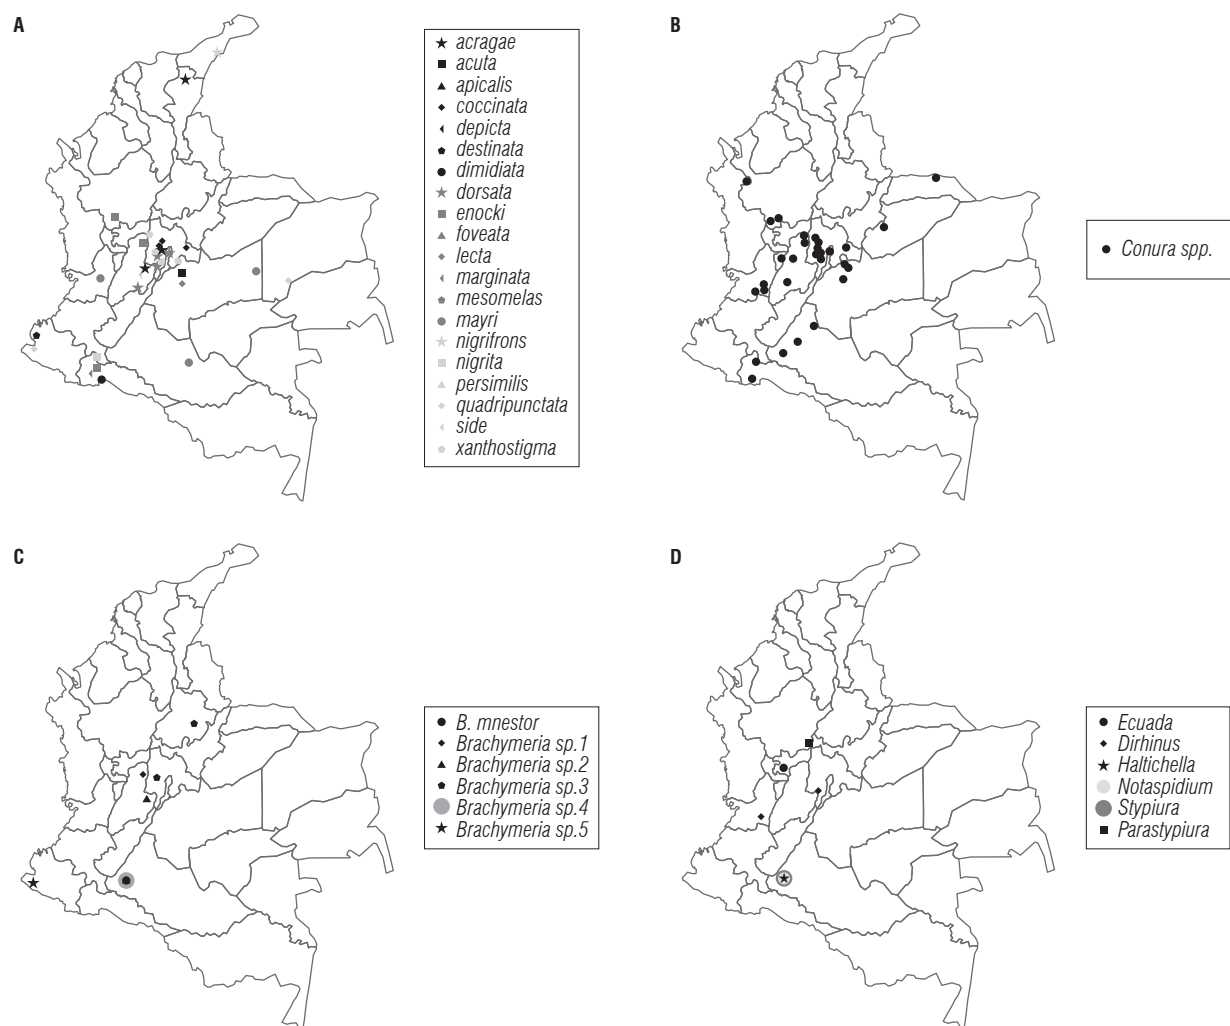 A
acragae
acuta
apicalis
coccinata
depicta
destinata
dimidiata
dorsata
enocki
foveata
lecta
marginata
mesomelas
mayri
nigrifrons
nigrita
persimilis
quadripunctata
side
xanthostigma
B
Conura spp.
C
B. mnestor
Brachymeria sp.1
Brachymeria sp.2
Brachymeria sp.3
Brachymeria sp.4
Brachymeria sp.5
D
Ecuada
Dirhinus
Haltichella
Notaspidium
Stypiura
Parastypiura